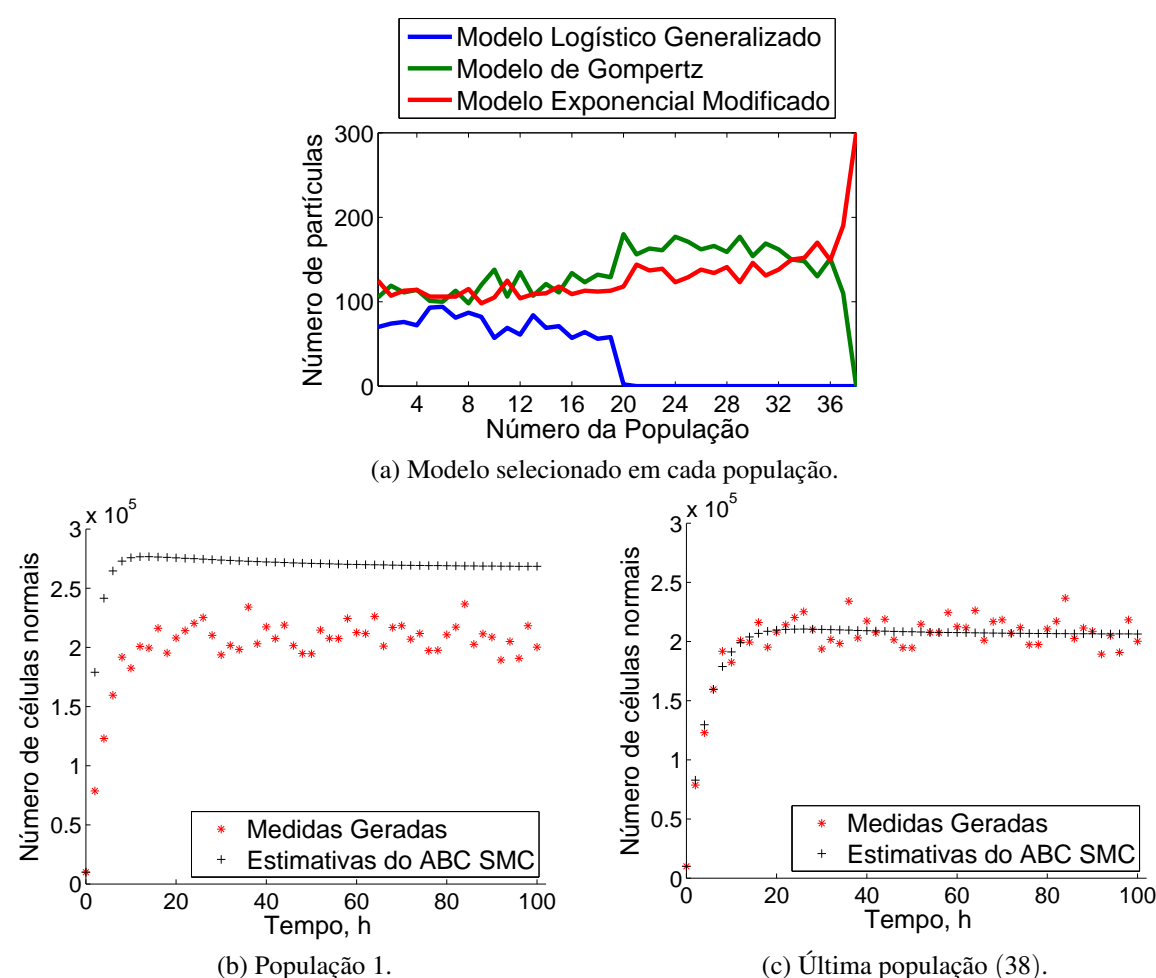 Modelo Logístico Generalizado
Modelo de Gompertz
Modelo Exponencial Modificado
Número de partículas
300
200
100
0
4 8 12 16 20 24 28 32 36
Número da População
(a) Modelo selecionado em cada população.
x 10^5
Número de células normais
3
2.5
2
1.5
1
0.5
0
0 20 40 60 80 100
Tempo, h
Medidas Geradas
Estimativas do ABC SMC
(b) População 1.
x 10^5
Número de células normais
3
2.5
2
1.5
1
0.5
0
0 20 40 60 80 100
Tempo, h
Medidas Geradas
Estimativas do ABC SMC
(c) Última população (38).